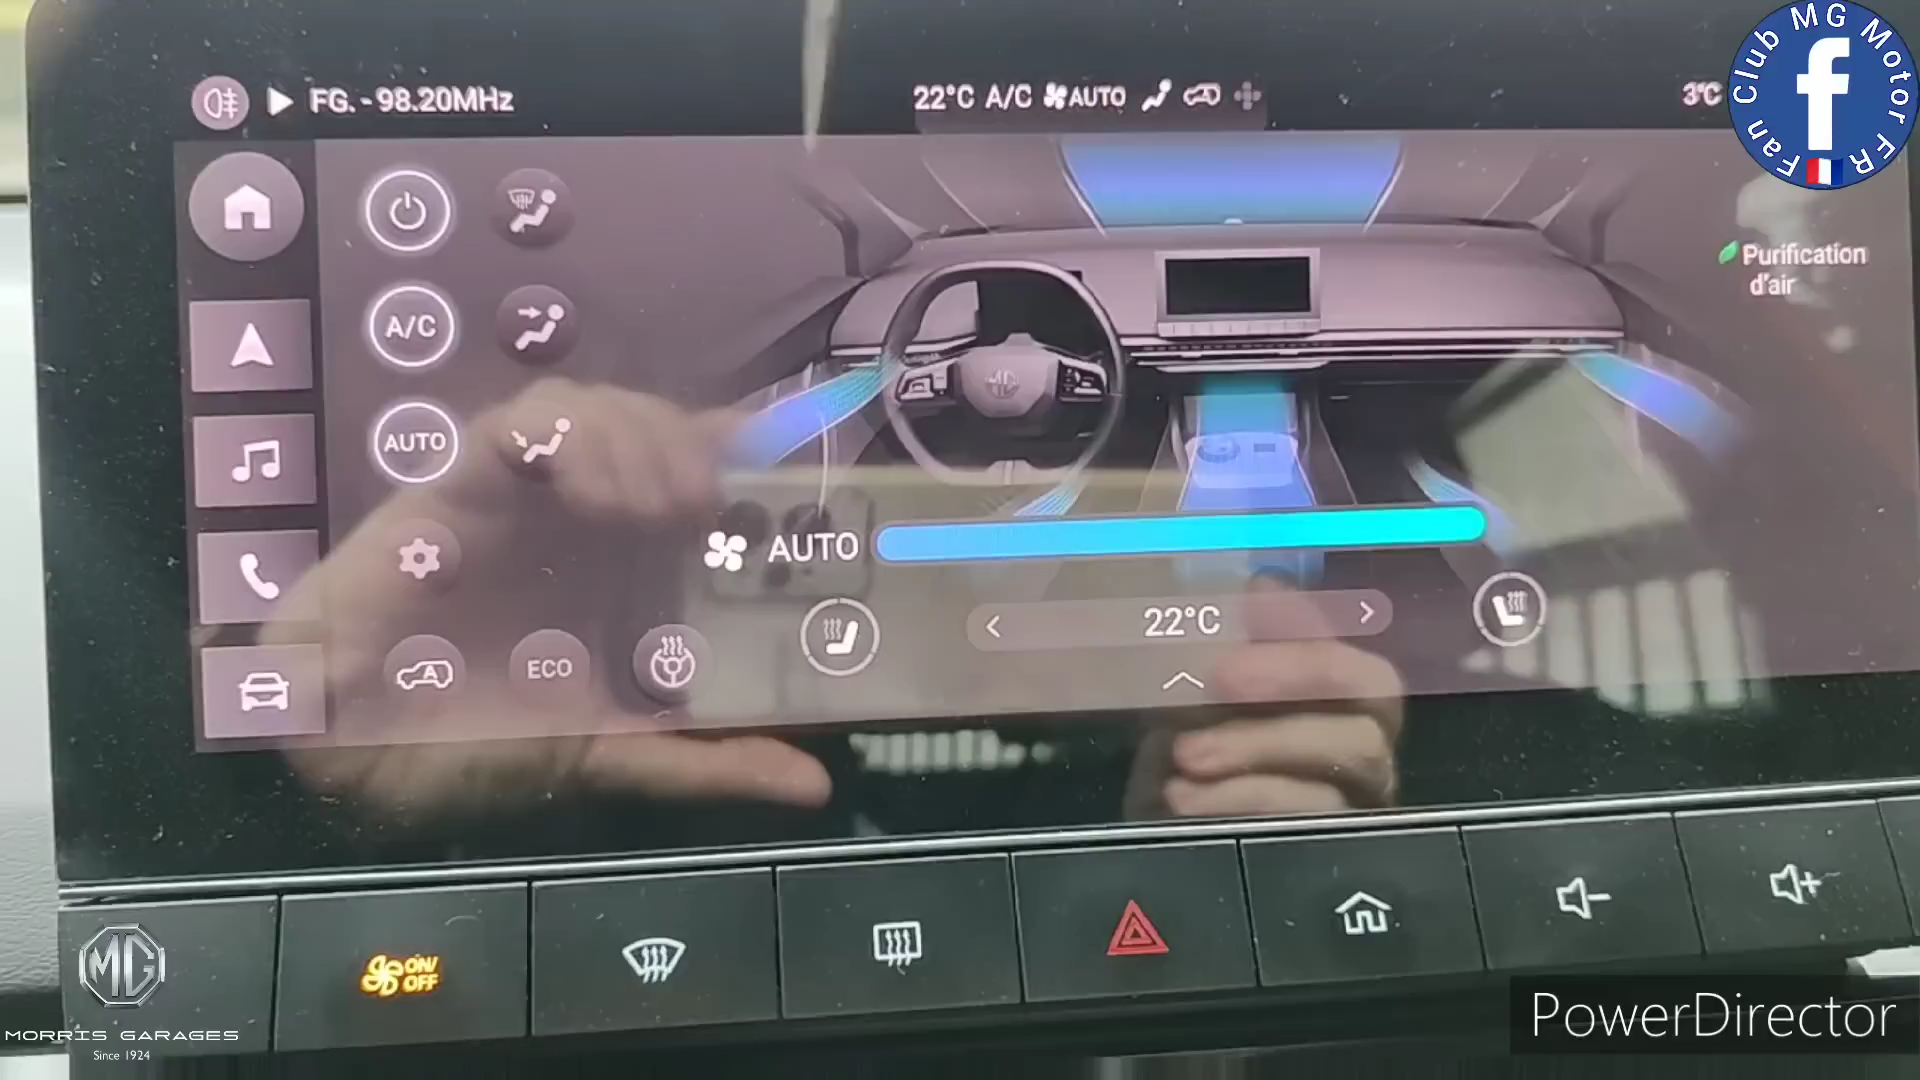 FG. - 98.20MHz
22°C A/C AUTO
3°C
Fan Club MG Motor FR
Purification
d'air
A/C
MG
AUTO
AUTO
22°C
A
ECO
ON/
OFF
MG
MORRIS GARAGES
Since 1924
PowerDirector